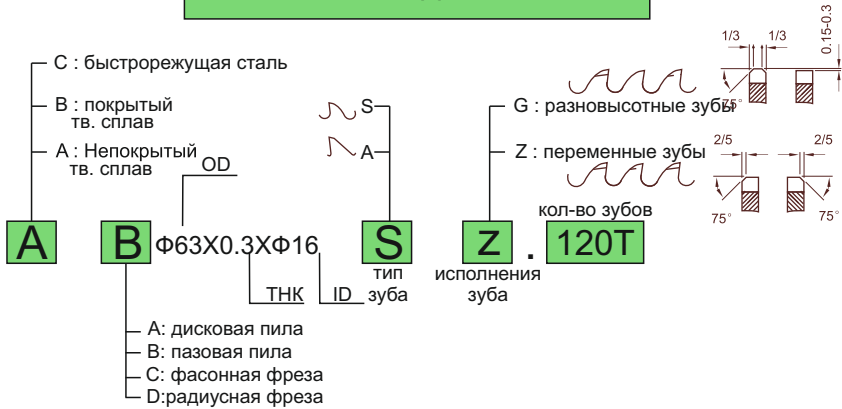 1/3
1/3
0.15-0.3
C : быстрорежущая сталь
B : покрытый
тв. сплав
S
G : разновысотные зубы
75°
A : Непокрытый
тв. сплав
A
Z : переменные зубы
2/5
2/5
OD
75°
75°
кол-во зубов
A
B
Ф63X0.3XФ16
S
z
.
120T
тип
зуба
исполнения
зуба
THK
ID
A: дисковая пила
B: пазовая пила
C: фасонная фреза
D:радиусная фреза